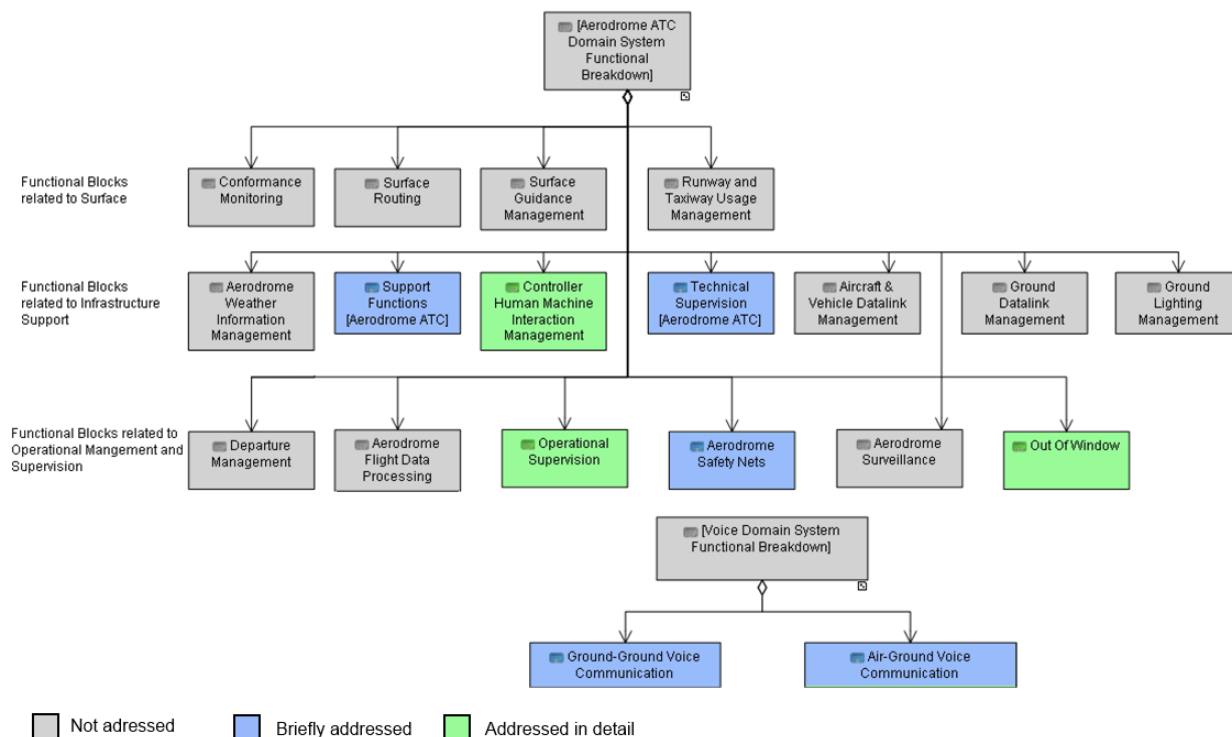 [Aerodrome ATC
Domain System
Functional
Breakdown]
Functional Blocks
related to Surface
Conformance
Monitoring
Surface
Routing
Surface
Guidance
Management
Runway and
Taxiway Usage
Management
Functional Blocks
related to Infrastructure
Support
Aerodrome
Weather
Information
Management
Support
Functions
[Aerodrome ATC]
Controller
Human Machine
Interaction
Management
Technical
Supervision
[Aerodrome ATC]
Aircraft &
Vehicle Datalink
Management
Ground
Datalink
Management
Ground
Lighting
Management
Functional Blocks related to
Operational Mangement and
Supervision
Departure
Management
Aerodrome
Flight Data
Processing
Operational
Supervision
Aerodrome
Safety Nets
Aerodrome
Surveillance
Out Of Window
[Voice Domain System
Functional Breakdown]
Ground-Ground Voice
Communication
Air-Ground Voice
Communication
Not adressed
Briefly addressed
Addressed in detail